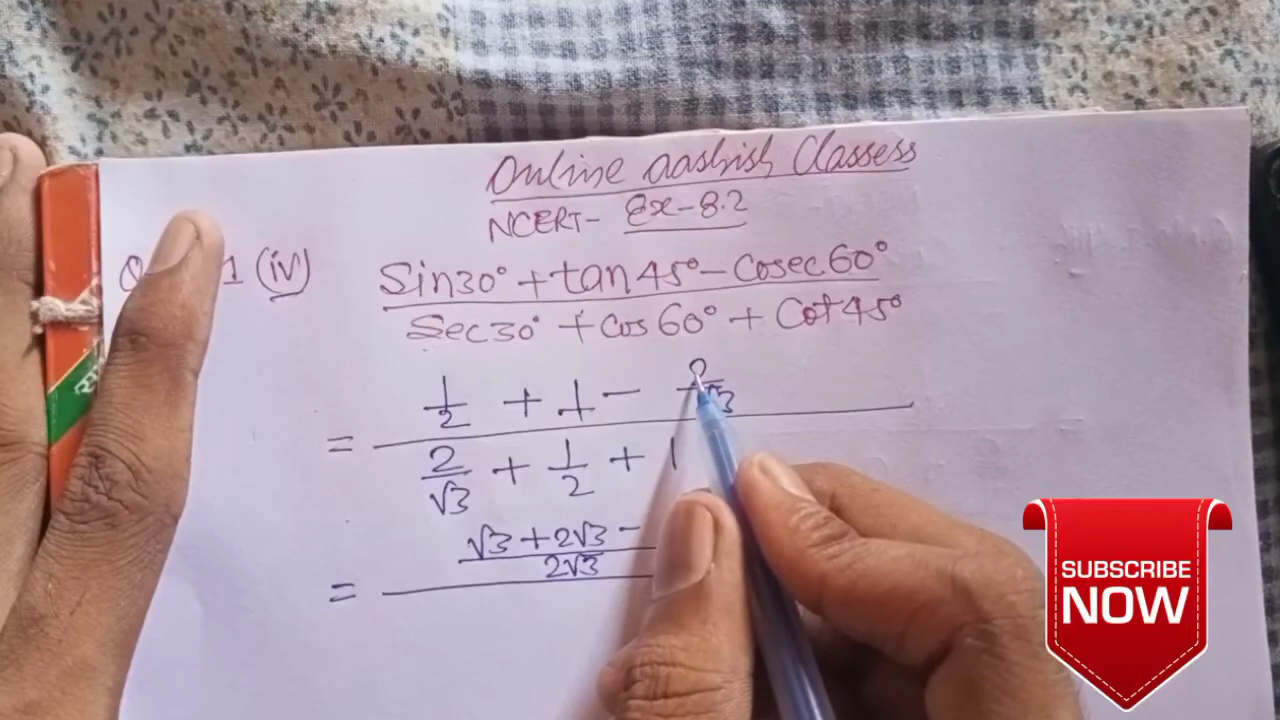 Online aashish Classess
NCERT- Ex-8.2
1 (iv) Sin30° + tan45° - Cosec60°
Sec30° + Cos60° + Cot45°
1/2 + 1 - 2/√3
= 2/√3 + 1/2 + 1
√3 + 2√3 -
= 2√3
SUBSCRIBE
NOW